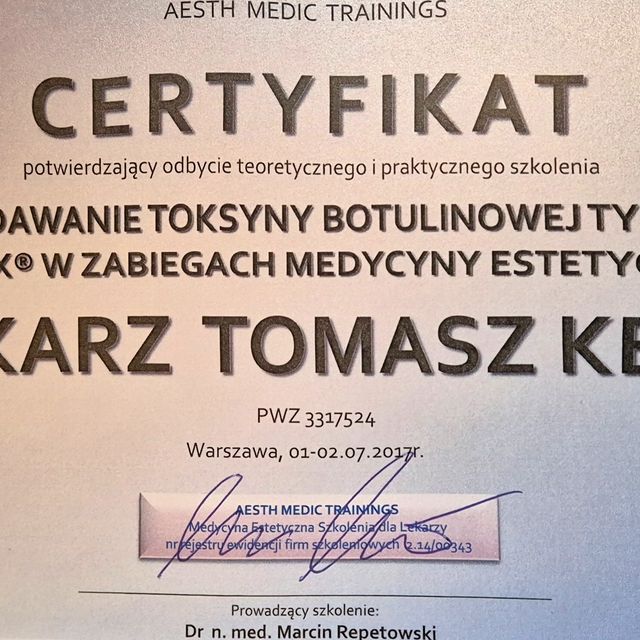 AESTH MEDIC TRAININGS
CERTYFIKAT
potwierdzający odbycie teoretycznego i praktycznego szkolenia
DAWANIE TOKSYNY BOTULINOWEJ TY
X® W ZABIEGACH MEDYCYNY ESTETYC
KARZ TOMASZ KE
PWZ 3317524
Warszawa, 01-02.07.2017r.
AESTH MEDIC TRAININGS
Medycyna Estetyczna Szkolenia dla Lekarzy
nr rejestru ewidencji firm szkoleniowych 2.14/00343
Prowadzący szkolenie:
Dr n. med. Marcin Repetowski